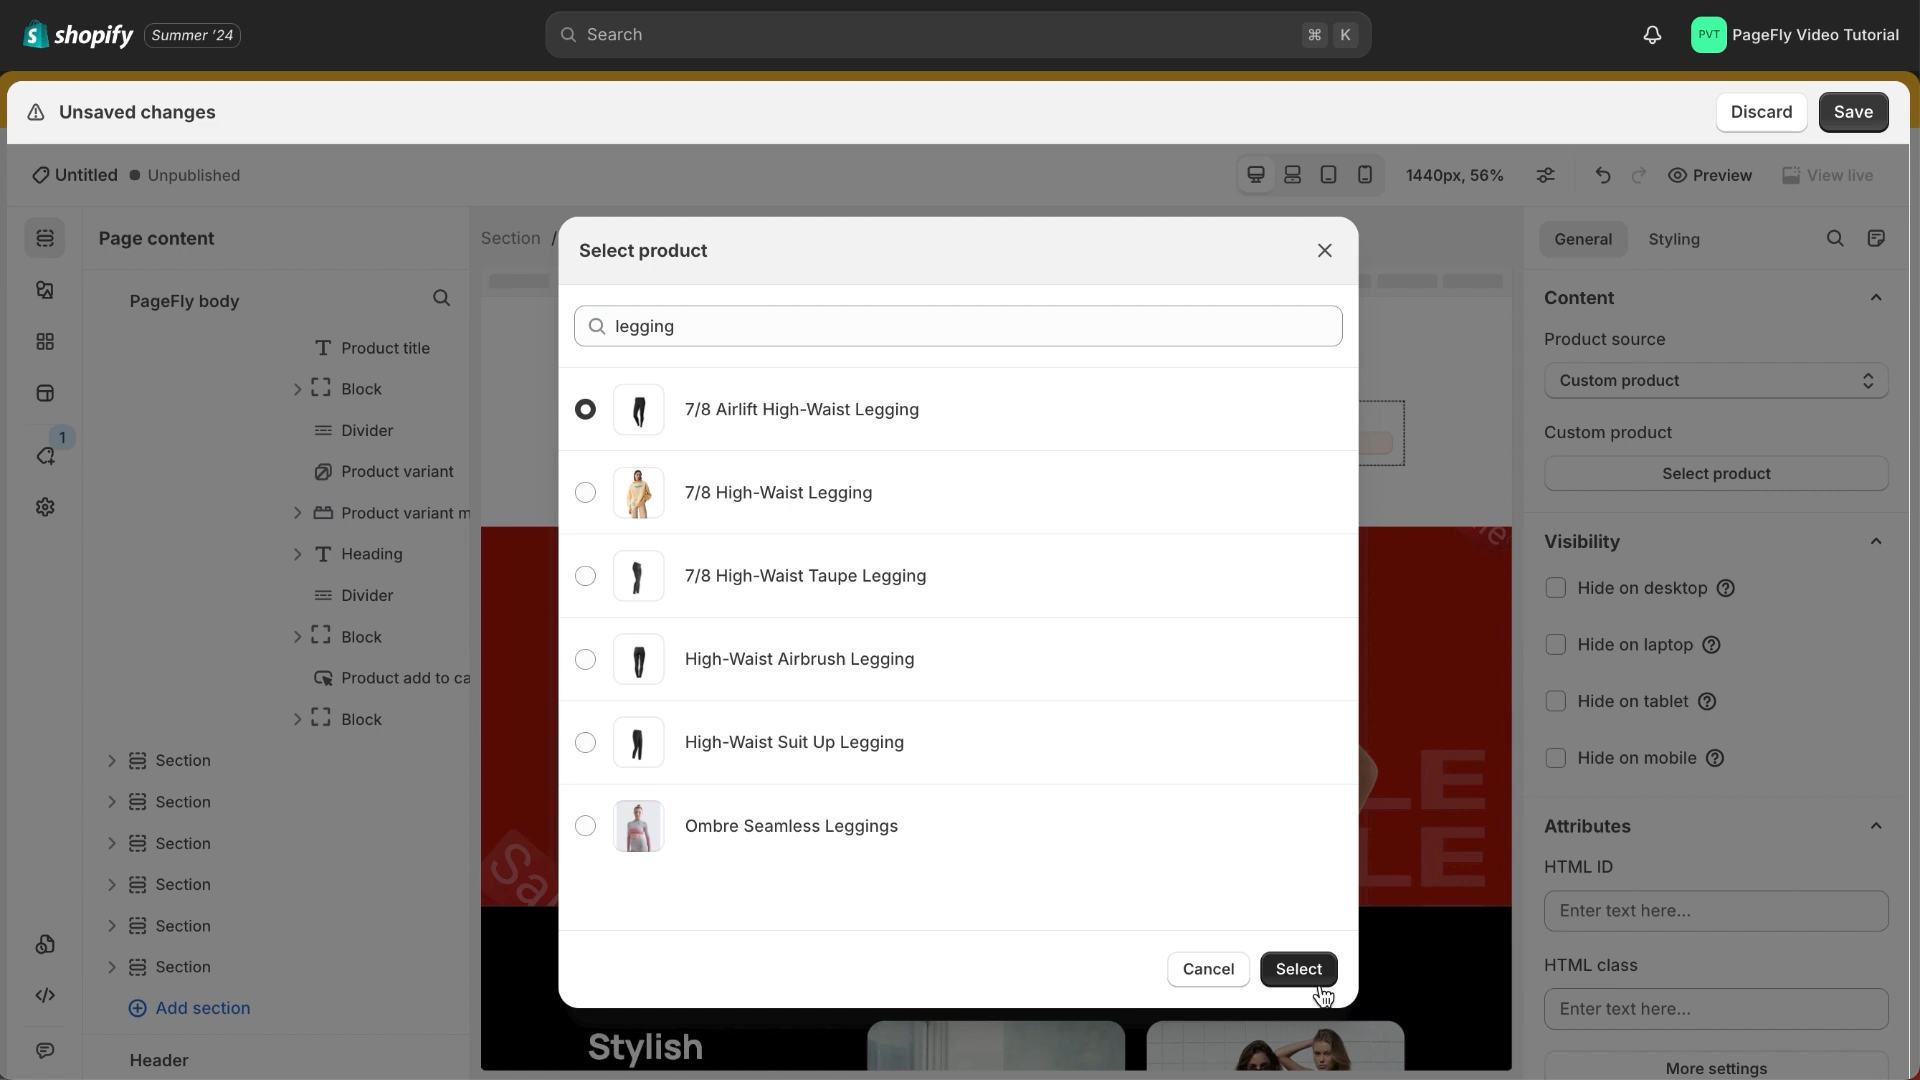 shopify Summer '24
Search
⌘ K
PVT PageFly Video Tutorial
Unsaved changes
Discard
Save
Untitled
Unpublished
1440px, 56%
Preview
View live
Page content
PageFly body
Product title
Block
Divider
Product variant
Product variant m
Heading
Divider
Block
Product add to ca
Block
Section
Section
Section
Section
Section
Section
Add section
Header
1
Section /
Select product
legging
7/8 Airlift High-Waist Legging
7/8 High-Waist Legging
7/8 High-Waist Taupe Legging
High-Waist Airbrush Legging
High-Waist Suit Up Legging
Ombre Seamless Leggings
Cancel
Select
Stylish
General
Styling
Content
Product source
Custom product
Custom product
Select product
Visibility
Hide on desktop
Hide on laptop
Hide on tablet
Hide on mobile
Attributes
HTML ID
Enter text here...
HTML class
Enter text here...
More settings